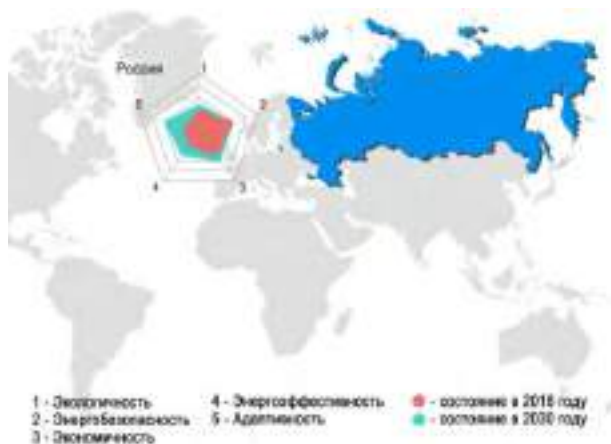 Россия
1
2
3
4
5
1 - Экологичность
2 - Энергобезопасность
3 - Экономичность
4 - Энергоэффективность
5 - Адаптивность
- состояние в 2018 году
- состояние в 2030 году